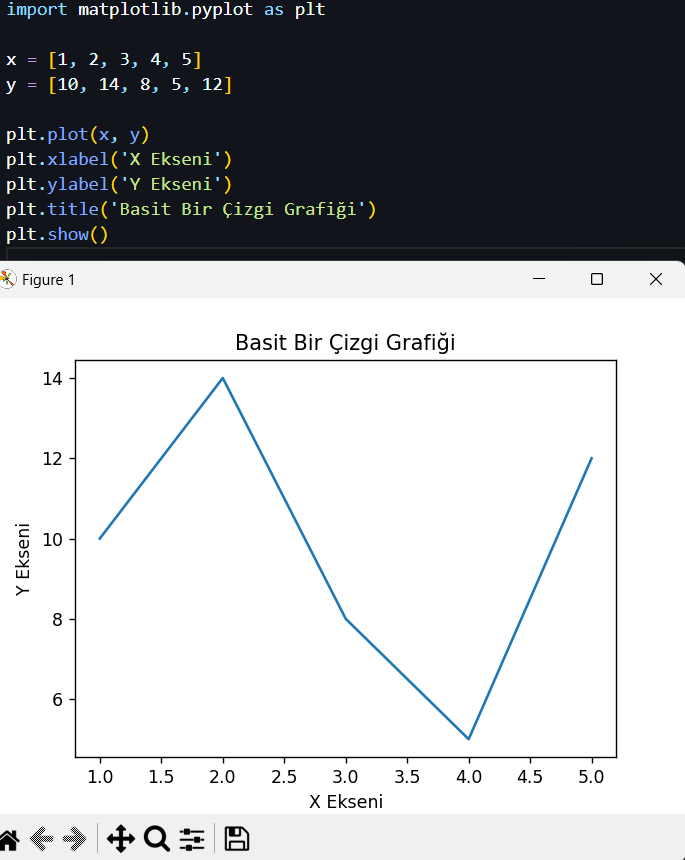 import matplotlib.pyplot as plt
x = [1, 2, 3, 4, 5]
y = [10, 14, 8, 5, 12]
plt.plot(x, y)
plt.xlabel('X Ekseni')
plt.ylabel('Y Ekseni')
plt.title('Basit Bir Çizgi Grafiği')
plt.show()
Figure 1
Basit Bir Çizgi Grafiği
14
12
10
8
6
Y Ekseni
1.0 1.5 2.0 2.5 3.0 3.5 4.0 4.5 5.0
X Ekseni